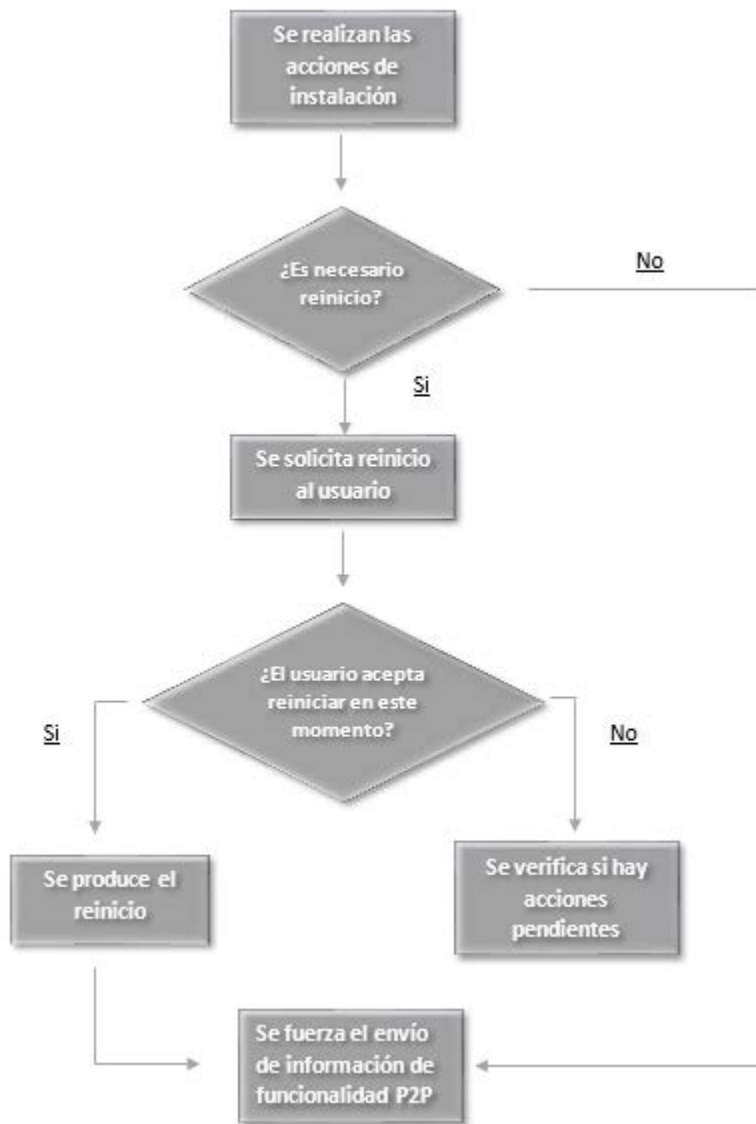 Se realizan las
acciones de
instalación
¿Es necesario
reinicio?
No
Si
Se solicita reinicio
al usuario
¿El usuario acepta
reiniciar en este
momento?
Si
No
Se produce el
reinicio
Se verifica si hay
acciones
pendientes
Se fuerza el envío
de información de
funcionalidad P2P